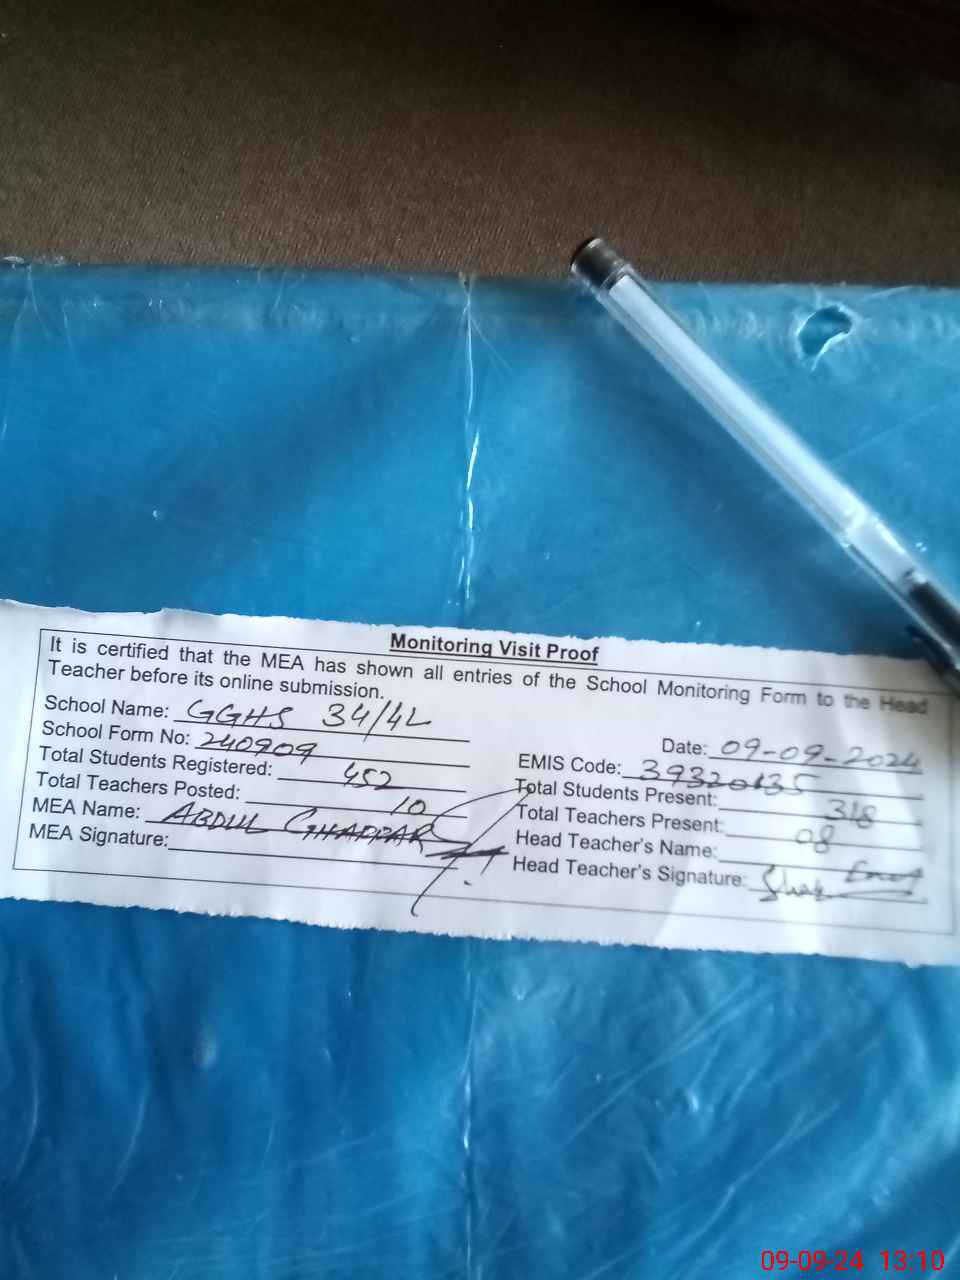 Monitoring Visit Proof
It is certified that the MEA has shown all entries of the School Monitoring Form to the Head
Teacher before its online submission.
School Name: GGHS 34/4L
Date: 09-09-2024
School Form No: 240909
EMIS Code: 39320135
Total Students Registered: 452
Total Students Present: 318
Total Teachers Posted: 10
Total Teachers Present: 08
MEA Name: ABDUL GHAFFAR
Head Teacher's Name:
MEA Signature:
Head Teacher's Signature:
09-09-24 13:10